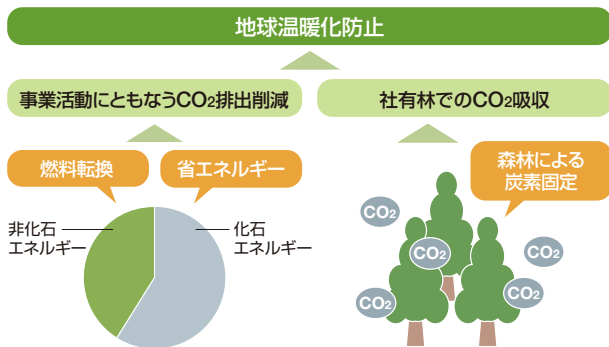 地球温暖化防止
事業活動にともなうCO2排出削減
社有林でのCO2吸収
燃料転換
省エネルギー
森林による
炭素固定
非化石
エネルギー
化石
エネルギー
CO2
CO2
CO2
CO2
CO2